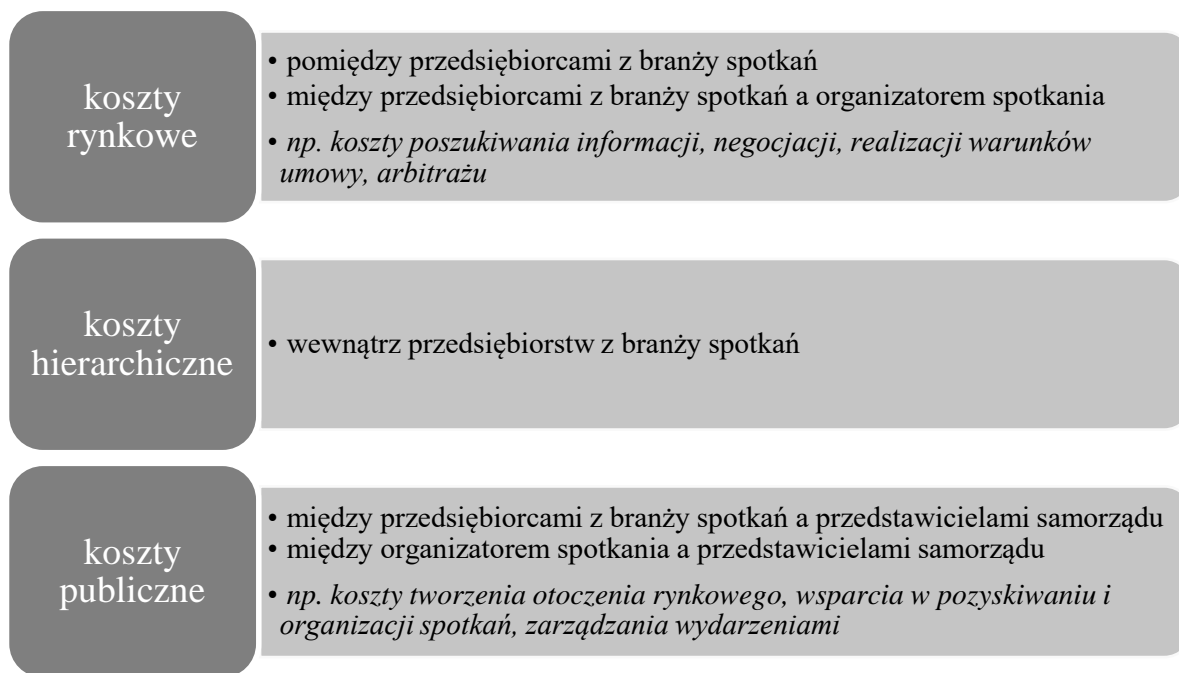 koszty
rynkowe
• pomiędzy przedsiębiorcami z branży spotkań
• między przedsiębiorcami z branży spotkań a organizatorem spotkania
• np. koszty poszukiwania informacji, negocjacji, realizacji warunków
umowy, arbitrażu
koszty
hierarchiczne
• wewnątrz przedsiębiorstw z branży spotkań
koszty
publiczne
• między przedsiębiorcami z branży spotkań a przedstawicielami samorządu
• między organizatorem spotkania a przedstawicielami samorządu
• np. koszty tworzenia otoczenia rynkowego, wsparcia w pozyskiwaniu i
organizacji spotkań, zarządzania wydarzeniami